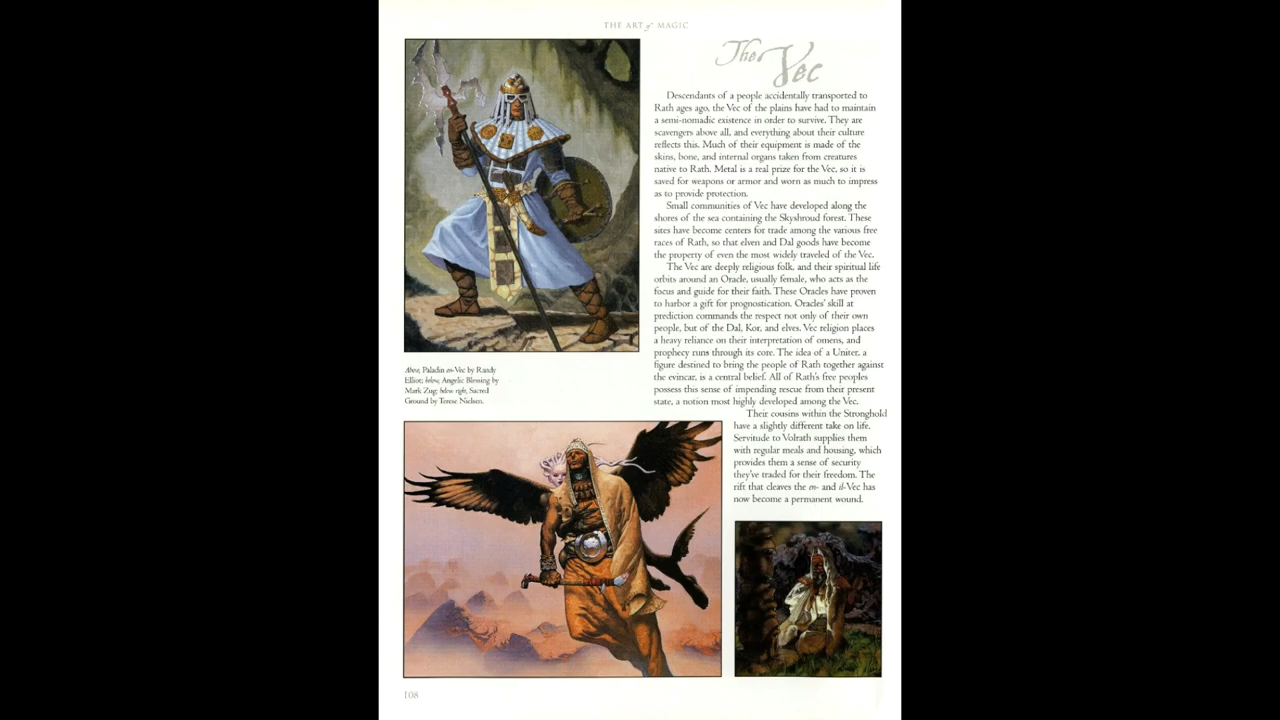 THE ART of MAGIC
The Vec
Descendants of a people accidentally transported to
Rath ages ago, the Vec of the plains have had to maintain
a semi-nomadic existence in order to survive. They are
scavengers above all, and everything about their culture
reflects this. Much of their equipment is made of the
skins, bone, and internal organs taken from creatures
native to Rath. Metal is a real prize for the Vec, so it is
saved for weapons or armor and worn as much to impress
as to provide protection.
Small communities of Vec have developed along the
shores of the sea containing the Skyshroud forest. These
sites have become centers for trade among the various free
races of Rath, so that elven and Dal goods have become
the property of even the most widely traveled of the Vec.
The Vec are deeply religious folk, and their spiritual life
orbits around an Oracle, usually female, who acts as the
focus and guide for their faith. These Oracles have proven
to harbor a gift for prognostication. Oracles' skill at
prediction commands the respect not only of their own
people, but of the Dal, Kor, and elves. Vec religion places
a heavy reliance on their interpretation of omens, and
prophecy runs through its core. The idea of a Uniter, a
figure destined to bring the people of Rath together against
the evincar, is a central belief. All of Rath's free peoples
possess this sense of impending rescue from their present
state, a notion most highly developed among the Vec.
Their cousins within the Stronghold
have a slightly different take on life.
Servitude to Volrath supplies them
with regular meals and housing, which
provides them a sense of security
they've traded for their freedom. The
rift that cleaves the en- and il-Vec has
now become a permanent wound.
Above, Paladin en-Vec by Randy
Elliot; below, Angelic Blessing by
Mark Zug; below right, Sacred
Ground by Terese Nielsen.
108